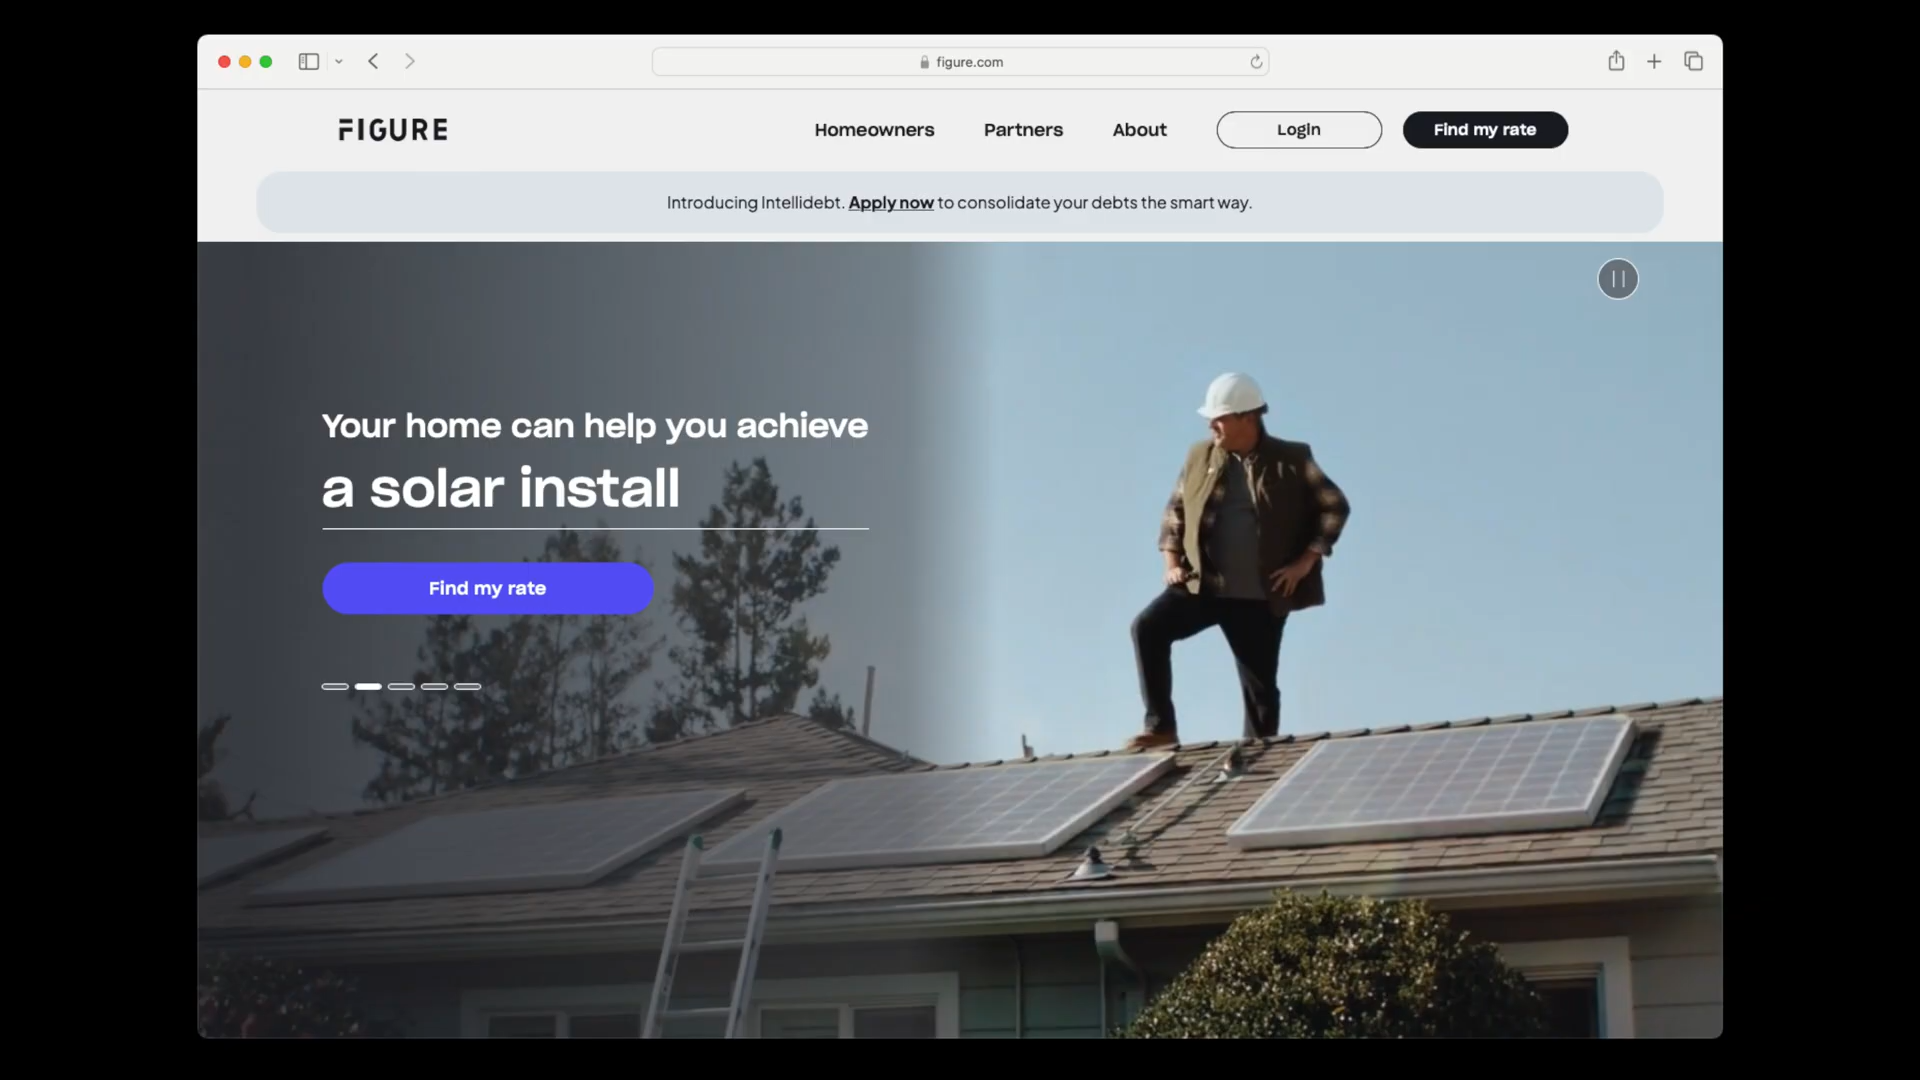 figure.com
FIGURE
Homeowners
Partners
About
Login
Find my rate
Introducing Intellidebt. Apply now to consolidate your debts the smart way.
Your home can help you achieve
a solar install
Find my rate